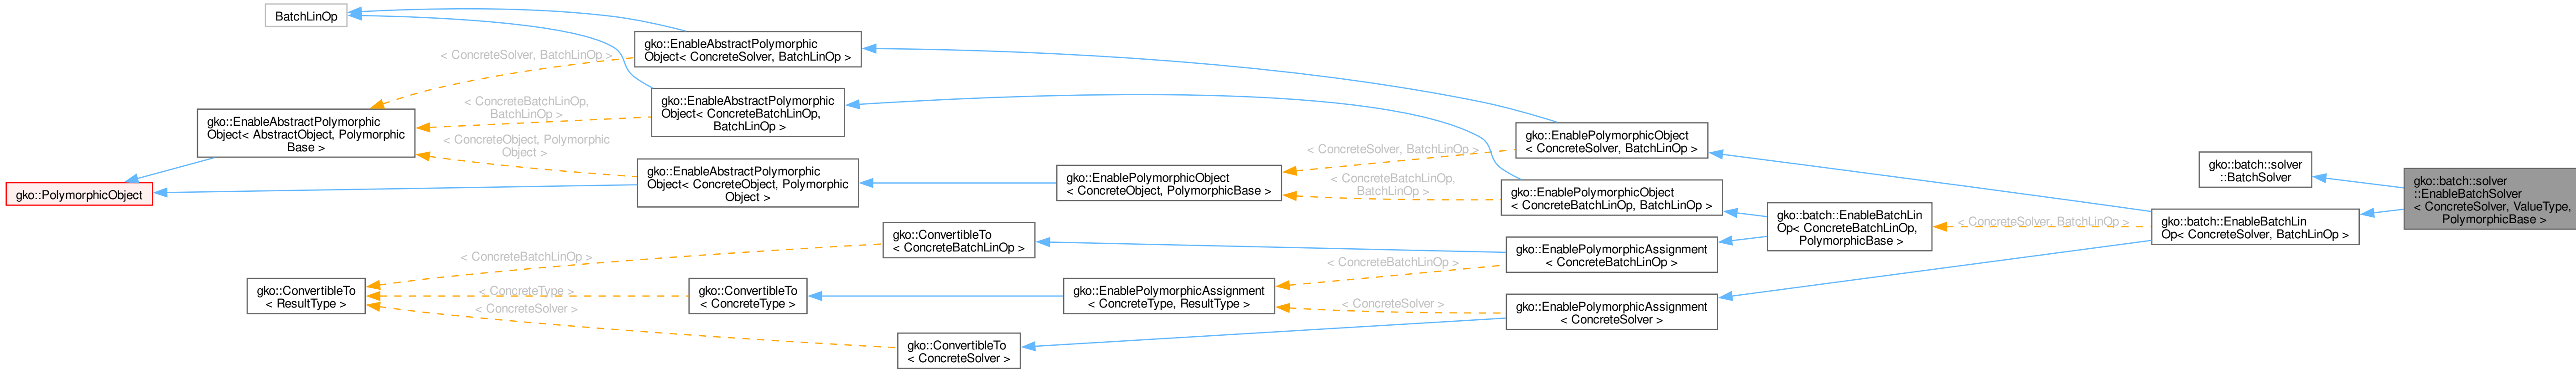 BatchLinOp
gko::EnableAbstractPolymorphic
Object< ConcreteSolver, BatchLinOp >
< ConcreteSolver, BatchLinOp >
gko::EnableAbstractPolymorphic
Object< ConcreteBatchLinOp,
BatchLinOp >
< ConcreteBatchLinOp,
BatchLinOp >
gko::EnableAbstractPolymorphic
Object< AbstractObject, Polymorphic
Base >
< ConcreteObject, Polymorphic
Object >
gko::PolymorphicObject
gko::EnableAbstractPolymorphic
Object< ConcreteObject, Polymorphic
Object >
gko::EnablePolymorphicObject
< ConcreteObject, PolymorphicBase >
< ConcreteSolver, BatchLinOp >
< ConcreteBatchLinOp,
BatchLinOp >
gko::EnablePolymorphicObject
< ConcreteSolver, BatchLinOp >
gko::EnablePolymorphicObject
< ConcreteBatchLinOp, BatchLinOp >
gko::batch::EnableBatchLin
Op< ConcreteBatchLinOp,
PolymorphicBase >
< ConcreteSolver, BatchLinOp >
gko::batch::solver
::BatchSolver
gko::batch::EnableBatchLin
Op< ConcreteSolver, BatchLinOp >
gko::batch::solver
::EnableBatchSolver
< ConcreteSolver, ValueType,
PolymorphicBase >
gko::ConvertibleTo
< ConcreteBatchLinOp >
< ConcreteBatchLinOp >
gko::ConvertibleTo
< ResultType >
< ConcreteType >
< ConcreteSolver >
gko::ConvertibleTo
< ConcreteType >
gko::EnablePolymorphicAssignment
< ConcreteType, ResultType >
< ConcreteBatchLinOp >
< ConcreteSolver >
gko::EnablePolymorphicAssignment
< ConcreteBatchLinOp >
gko::EnablePolymorphicAssignment
< ConcreteSolver >
gko::ConvertibleTo
< ConcreteSolver >